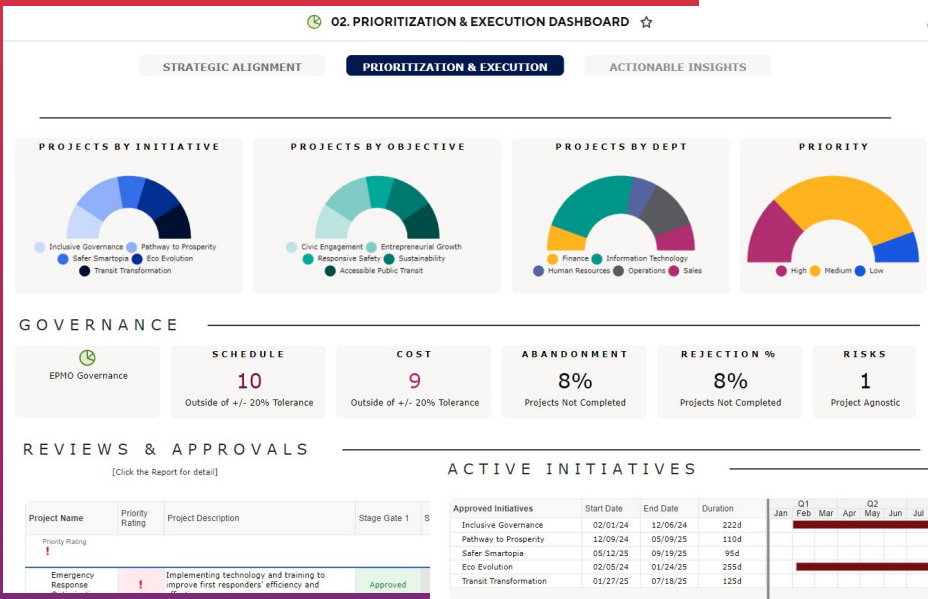 02. PRIORITIZATION & EXECUTION DASHBOARD
STRATEGIC ALIGNMENT
PRIORITIZATION & EXECUTION
ACTIONABLE INSIGHTS
PROJECTS BY INITIATIVE
Inclusive Governance Pathway to Prosperity
Safer Smartopia Eco Evolution
Transit Transformation
PROJECTS BY OBJECTIVE
Civic Engagement Entrepreneurial Growth
Responsive Safety Sustainability
Accessible Public Transit
PROJECTS BY DEPT
Finance Information Technology
Human Resources Operations Sales
PRIORITY
High Medium Low
GOVERNANCE
EPMO Governance
SCHEDULE
10
Outside of +/- 20% Tolerance
COST
9
Outside of +/- 20% Tolerance
ABANDONMENT
8%
Projects Not Completed
REJECTION %
8%
Projects Not Completed
RISKS
1
Project Agnostic
REVIEWS & APPROVALS
[Click the Report for detail]
Project Name Priority Rating Project Description Stage Gate 1 S
Priority Rating
!
Emergency
Response
! Implementing technology and training to
improve first responders' efficiency and
Approved
ACTIVE INITIATIVES
Approved Initiatives Start Date End Date Duration
Q1 Q2
Jan Feb Mar Apr May Jun Jul
Inclusive Governance 02/01/24 12/06/24 222d
Pathway to Prosperity 12/09/24 05/09/25 110d
Safer Smartopia 05/12/25 09/19/25 95d
Eco Evolution 02/05/24 01/24/25 255d
Transit Transformation 01/27/25 07/18/25 125d